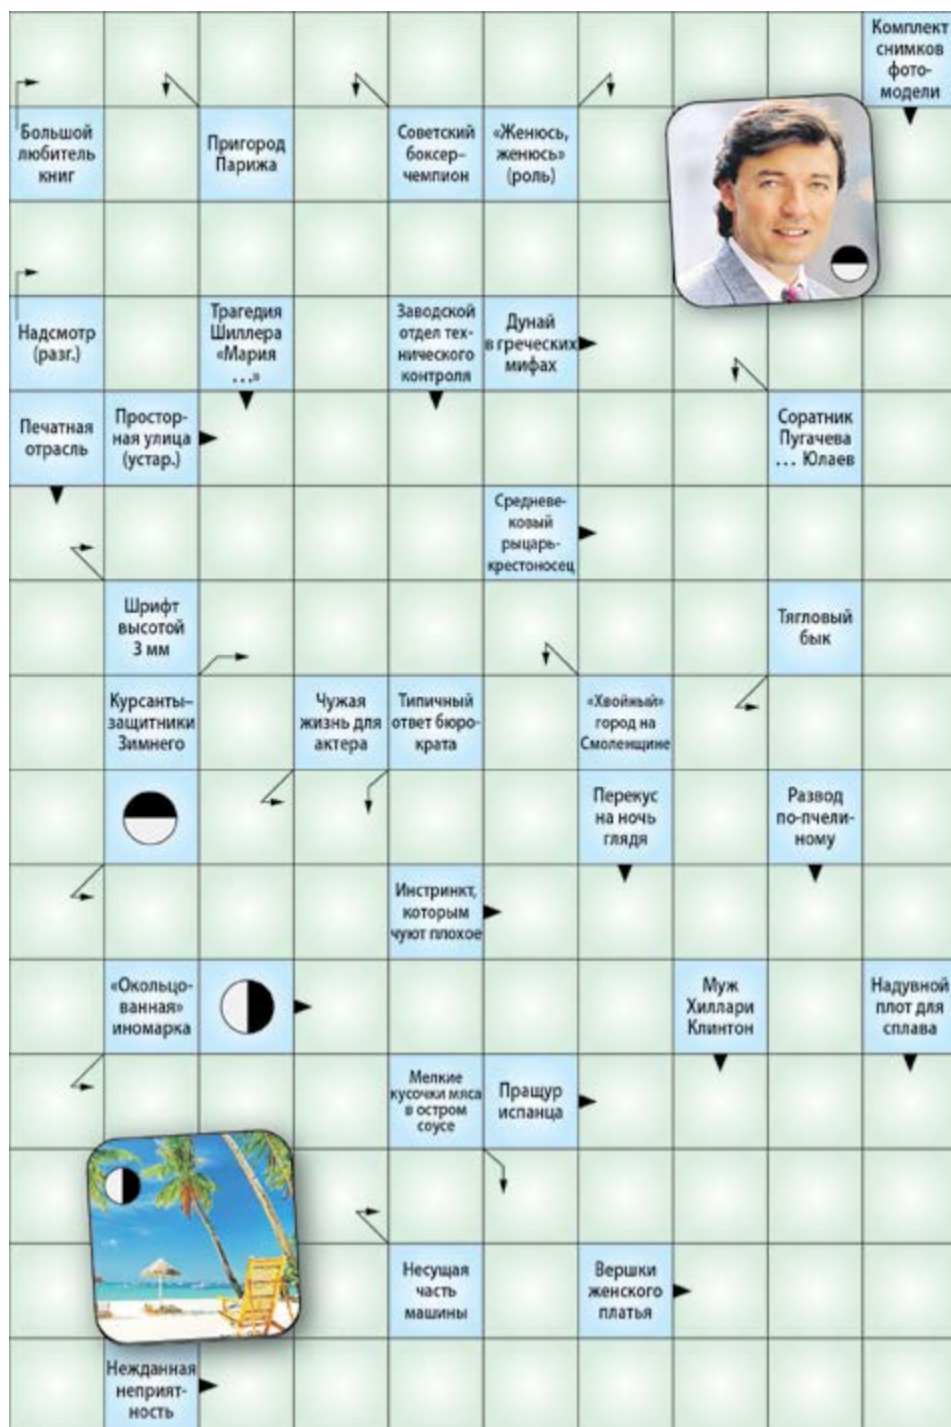 Комплект
снимков
фото-
модели
Большой
любитель
книг
Пригород
Парижа
Советский
боксер-
чемпион
«Женюсь,
женюсь»
(роль)
Надсмотр
(разг.)
Трагедия
Шиллера
«Мария
...»
Заводской
отдел тех-
нического
контроля
Дунай
в греческих
мифах
Печатная
отрасль
Простор-
ная улица
(устар.)
Соратник
Пугачева
... Юлаев
Средневе-
ковый
рыцарь-
крестоносец
Шрифт
высотой
3 мм
Тягловый
бык
Курсанты-
защитники
Зимнего
Чужая
жизнь для
актера
Типичный
ответ бюро-
крата
«Хвойный»
город на
Смоленщине
Перекус
на ночь
глядя
Развод
по-пчели-
ному
Инстринкт,
которым
чуют плохое
«Окольцо-
ванная»
иномарка
Муж
Хиллари
Клинтон
Надувной
плот для
сплава
Мелкие
кусочки мяса
в остром
соусе
Пращур
испанца
Несущая
часть
машины
Вершки
женского
платья
Нежданная
неприят-
ность